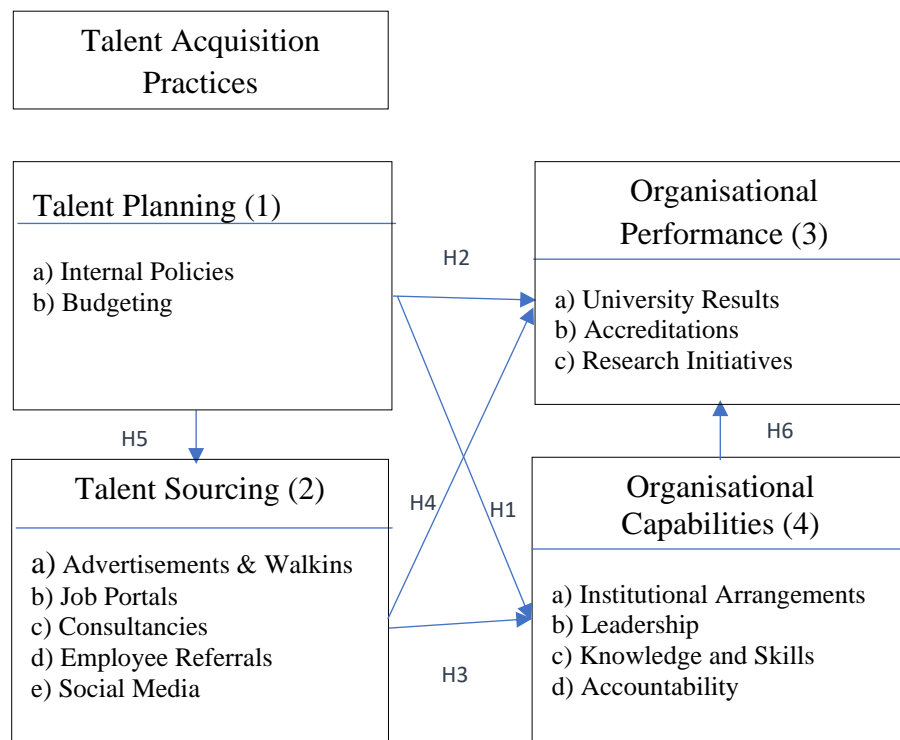 Talent Acquisition
Practices
Talent Planning (1)
a) Internal Policies
b) Budgeting
H2
Organisational
Performance (3)
a) University Results
b) Accreditations
c) Research Initiatives
H5
H6
Talent Sourcing (2)
a) Advertisements & Walkins
b) Job Portals
c) Consultancies
d) Employee Referrals
e) Social Media
H4
H1
H3
Organisational
Capabilities (4)
a) Institutional Arrangements
b) Leadership
c) Knowledge and Skills
d) Accountability